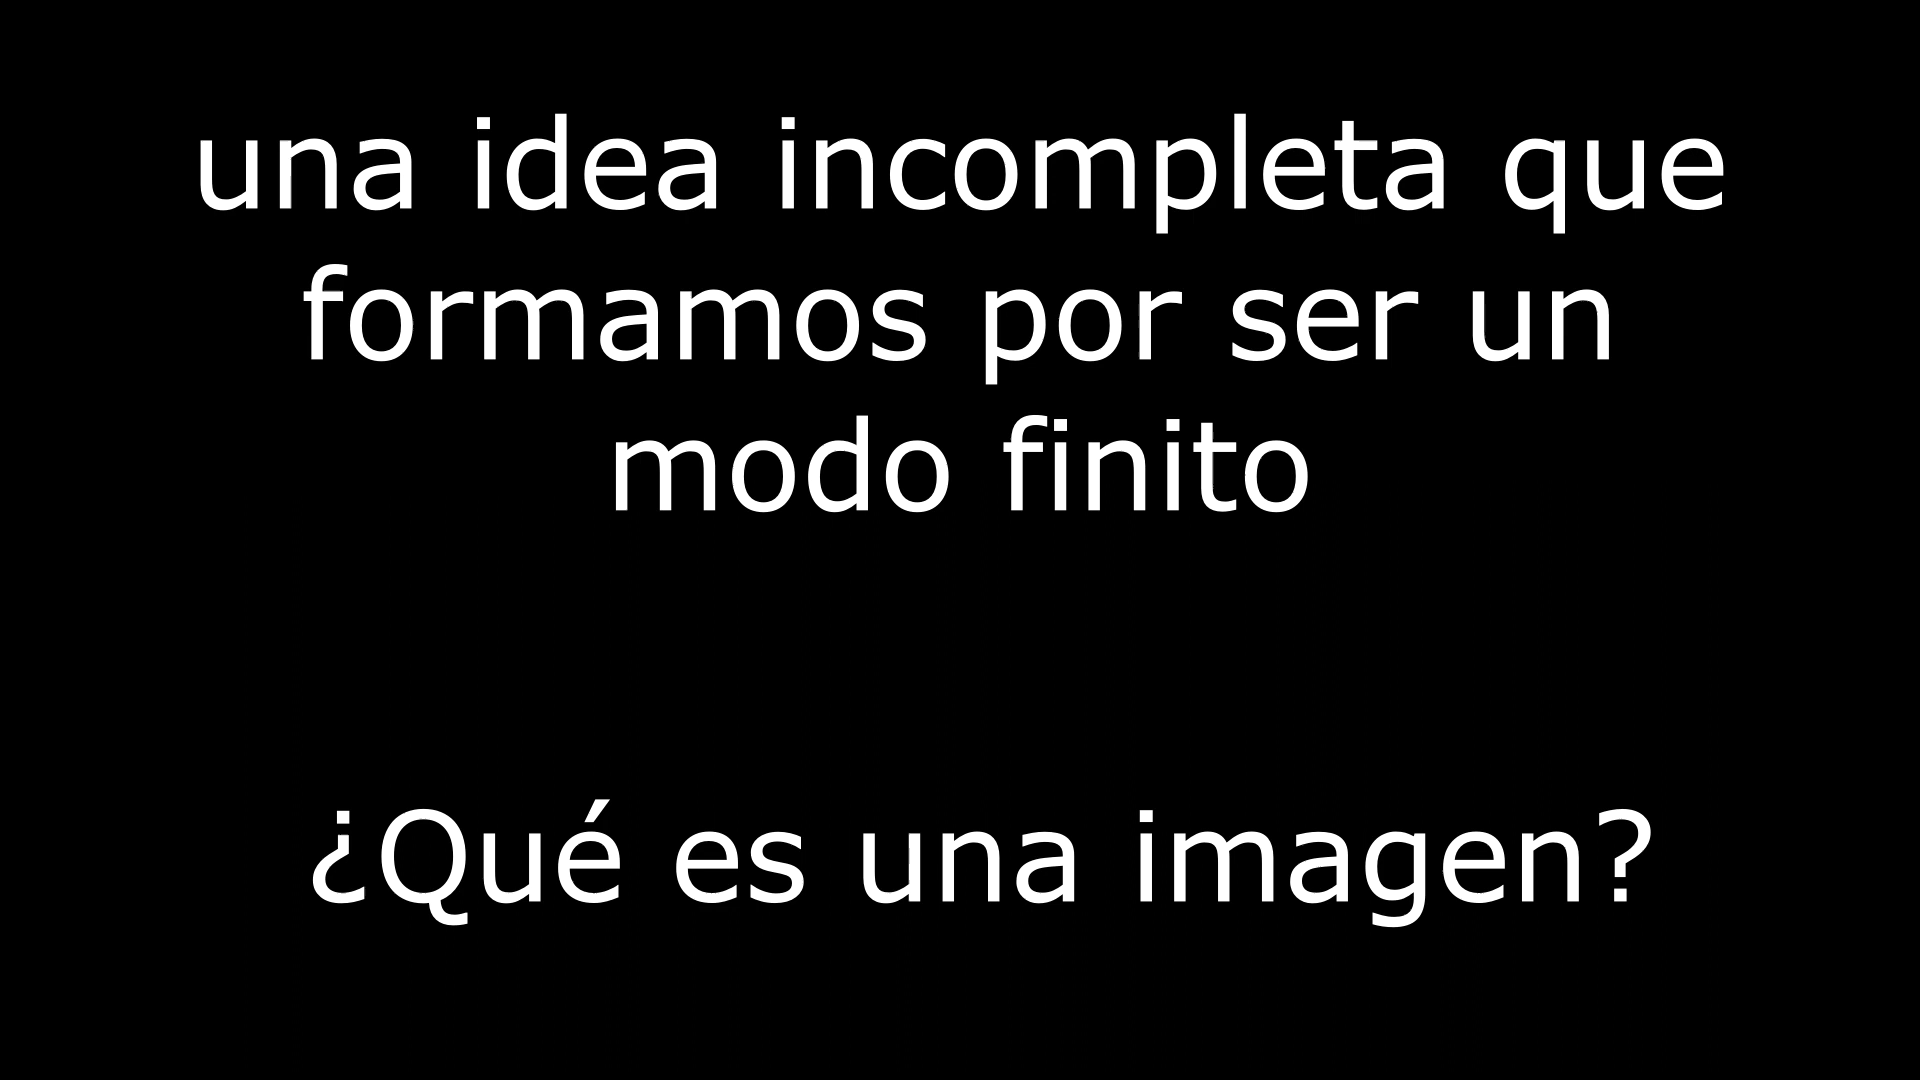 una idea incompleta que
formamos por ser un
modo finito
¿Qué es una imagen?